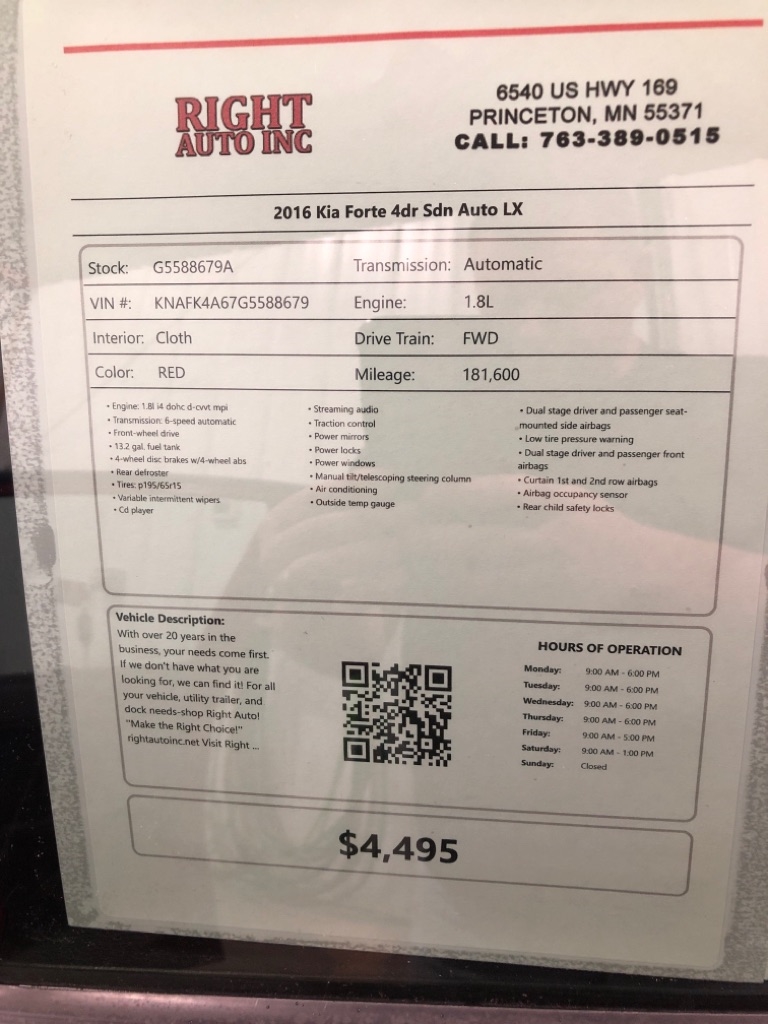 RIGHT
AUTO INC
6540 US HWY 169
PRINCETON, MN 55371
CALL: 763-389-0515
2016 Kia Forte 4dr Sdn Auto LX
Stock: G5588679A
Transmission: Automatic
VIN #: KNAFK4A67G5588679
Engine: 1.8L
Interior: Cloth
Drive Train: FWD
Color: RED
Mileage: 181,600
• Engine: 1.8l i4 dohc d-cvvt mpi
• Transmission: 6-speed automatic
• Front-wheel drive
• 13.2 gal. fuel tank
• 4-wheel disc brakes w/4-wheel abs
• Rear defroster
• Tires: p195/65r15
• Variable intermittent wipers
• Cd player
• Streaming audio
• Traction control
• Power mirrors
• Power locks
• Power windows
• Manual tilt/telescoping steering column
• Air conditioning
• Outside temp gauge
• Dual stage driver and passenger seat-
mounted side airbags
• Low tire pressure warning
• Dual stage driver and passenger front
airbags
• Curtain 1st and 2nd row airbags
• Airbag occupancy sensor
• Rear child safety locks
Vehicle Description:
With over 20 years in the
business, your needs come first.
If we don't have what you are
looking for, we can find it! For all
your vehicle, utility trailer, and
dock needs-shop Right Auto!
"Make the Right Choice!"
rightautoinc.net Visit Right ...
HOURS OF OPERATION
Monday: 9:00 AM - 6:00 PM
Tuesday: 9:00 AM - 6:00 PM
Wednesday: 9:00 AM - 6:00 PM
Thursday: 9:00 AM - 6:00 PM
Friday: 9:00 AM - 5:00 PM
Saturday: 9:00 AM - 1:00 PM
Sunday: Closed
$4,495